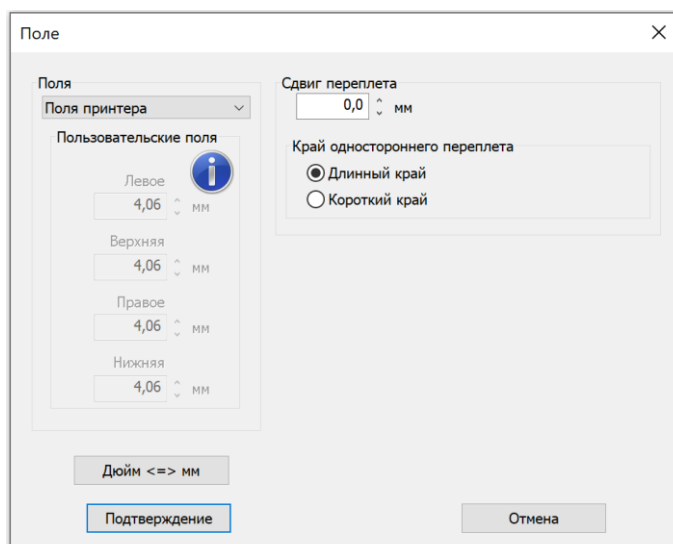 Поле
Поля
Поля принтера
Пользовательские поля
Левое
4,06 мм
Верхняя
4,06 мм
Правое
4,06 мм
Нижняя
4,06 мм
Сдвиг переплета
0,0 мм
Край одностороннего переплета
Длинный край
Короткий край
Дюйм <=> мм
Подтверждение
Отмена